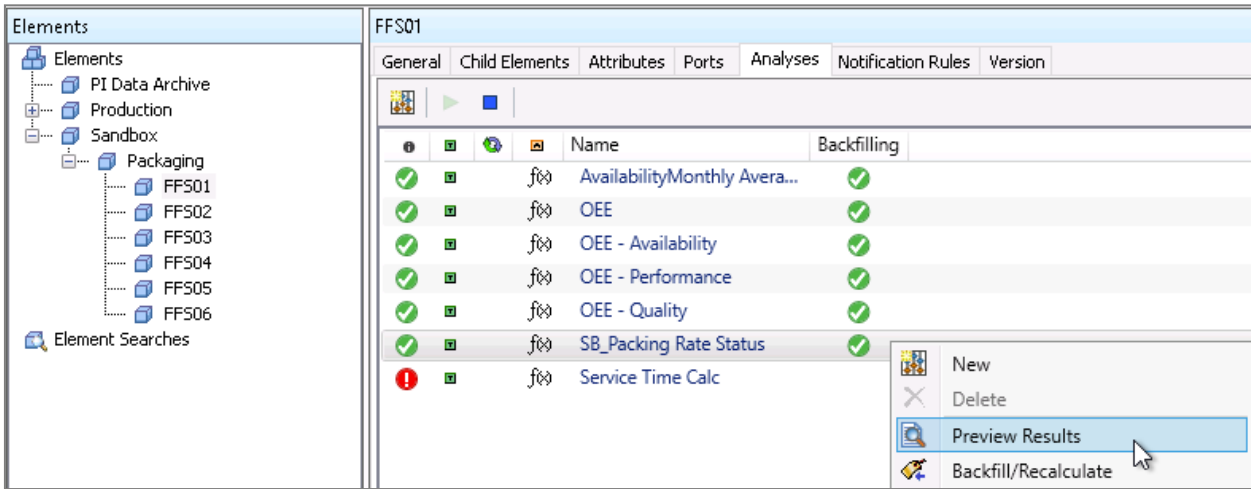 Elements
Elements
PI Data Archive
Production
Sandbox
Packaging
FFS01
FFS02
FFS03
FFS04
FFS05
FFS06
Element Searches
FFS01
General Child Elements Attributes Ports Analyses Notification Rules Version
Name Backfilling
f(x) AvailabilityMonthly Avera...
f(x) OEE
f(x) OEE - Availability
f(x) OEE - Performance
f(x) OEE - Quality
f(x) SB_Packing Rate Status
f(x) Service Time Calc
New
Delete
Preview Results
Backfill/Recalculate